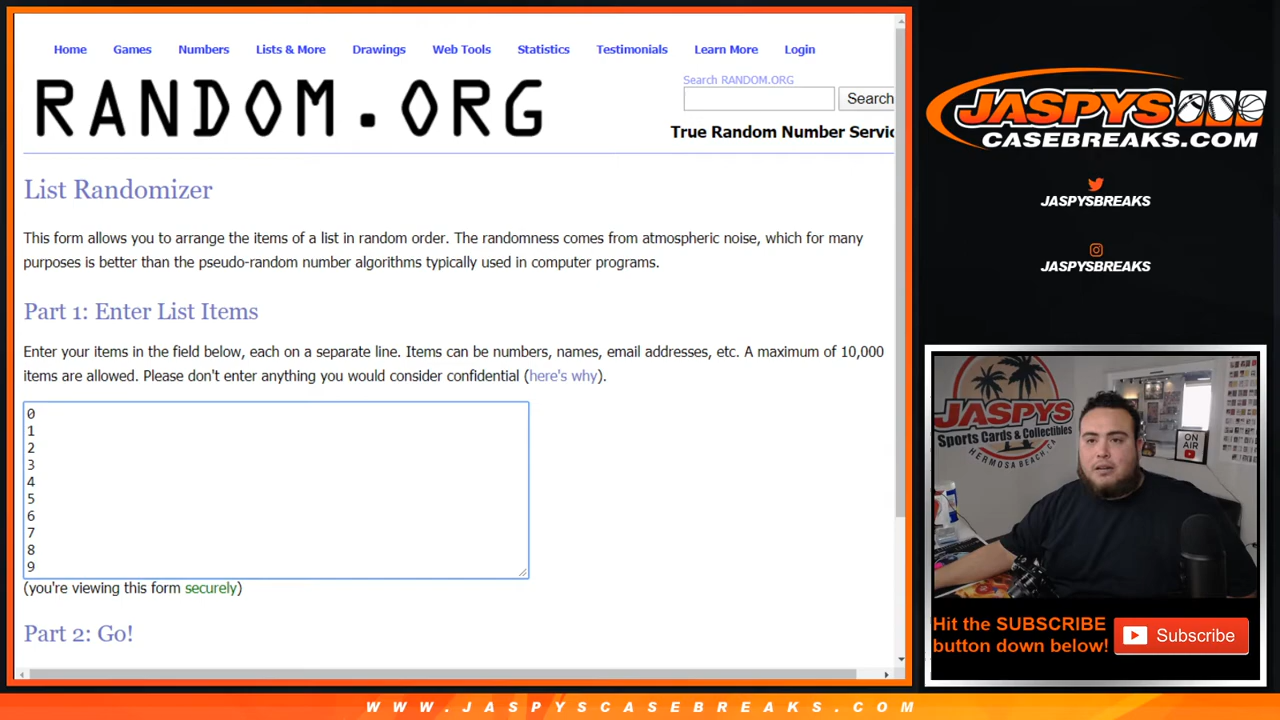 Home Games Numbers Lists & More Drawings Web Tools Statistics Testimonials Learn More Login
RANDOM.ORG
Search RANDOM.ORG
Search
True Random Number Servic
List Randomizer
This form allows you to arrange the items of a list in random order. The randomness comes from atmospheric noise, which for many
purposes is better than the pseudo-random number algorithms typically used in computer programs.
Part 1: Enter List Items
Enter your items in the field below, each on a separate line. Items can be numbers, names, email addresses, etc. A maximum of 10,000
items are allowed. Please don't enter anything you would consider confidential (here's why).
0
1
2
3
4
5
6
7
8
9
(you're viewing this form securely)
Part 2: Go!
JASPYS
CASEBREAKS.COM
JASPYSBREAKS
JASPYSBREAKS
JASPYS
Sports Cards & Collectibles
HERMOSA BEACH, CA
ON
AIR
Hit the SUBSCRIBE
button down below!
Subscribe
WWW.JASPYSCASEBREAKS.COM